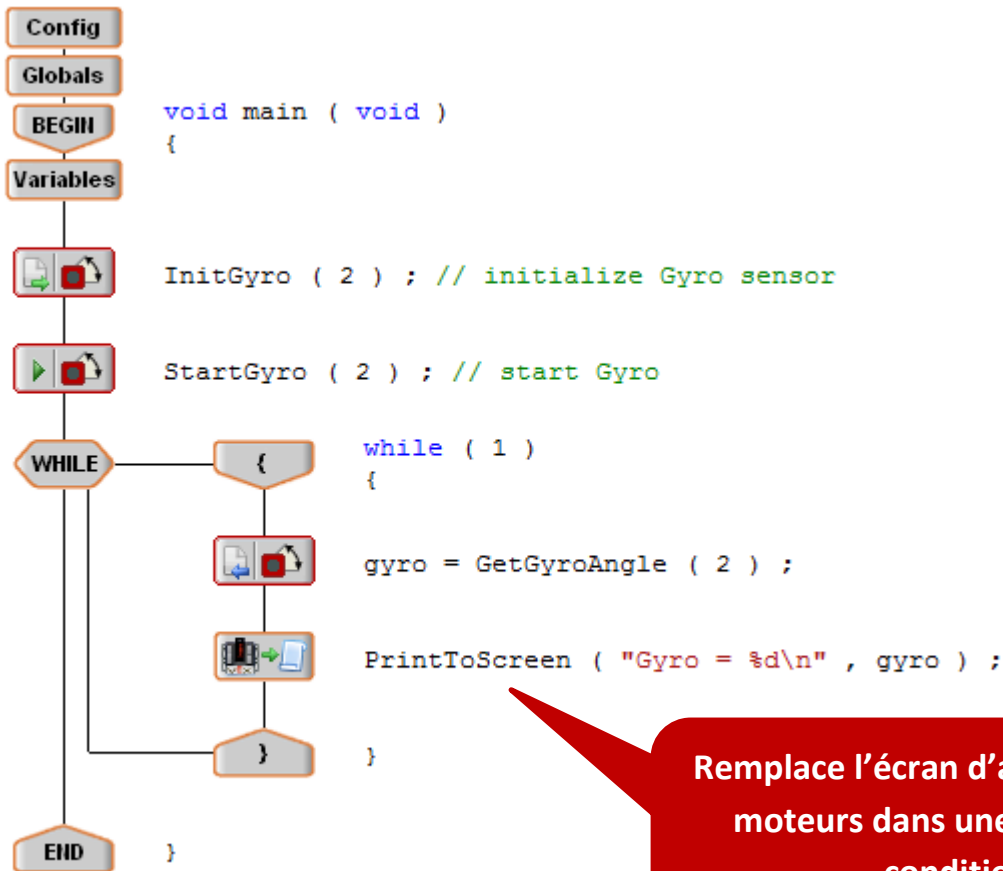 Config
Globals
BEGIN
void main ( void )
{
Variables
InitGyro ( 2 ) ; // initialize Gyro sensor
StartGyro ( 2 ) ; // start Gyro
WHILE
{
while ( 1 )
{
gyro = GetGyroAngle ( 2 ) ;
PrintToScreen ( "Gyro = %d\n" , gyro ) ;
}
}
Remplace l'écran d'
moteurs dans une
END
}